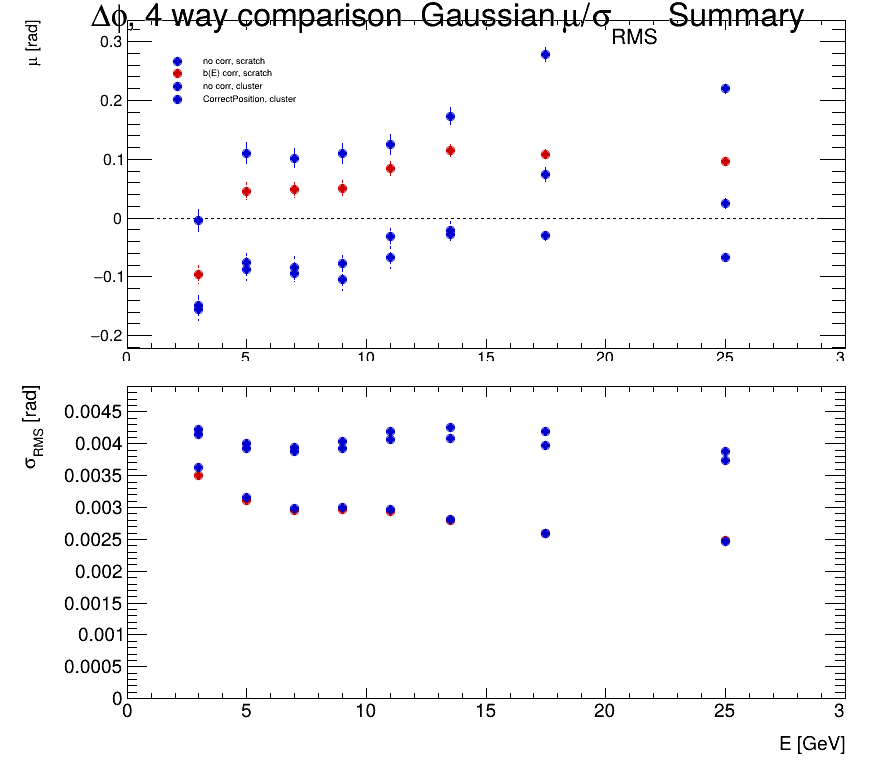 Δϕ, 4 way comparison Gaussian μ/σ_RMS Summary
μ [rad]
0.3
0.2
0.1
0
−0.1
−0.2
no corr, scratch
b(E) corr, scratch
no corr, cluster
CorrectPosition, cluster
0 5 10 15 20 25 3
σ_RMS [rad]
0.0045
0.004
0.0035
0.003
0.0025
0.002
0.0015
0.001
0.0005
0
0 5 10 15 20 25 3
E [GeV]